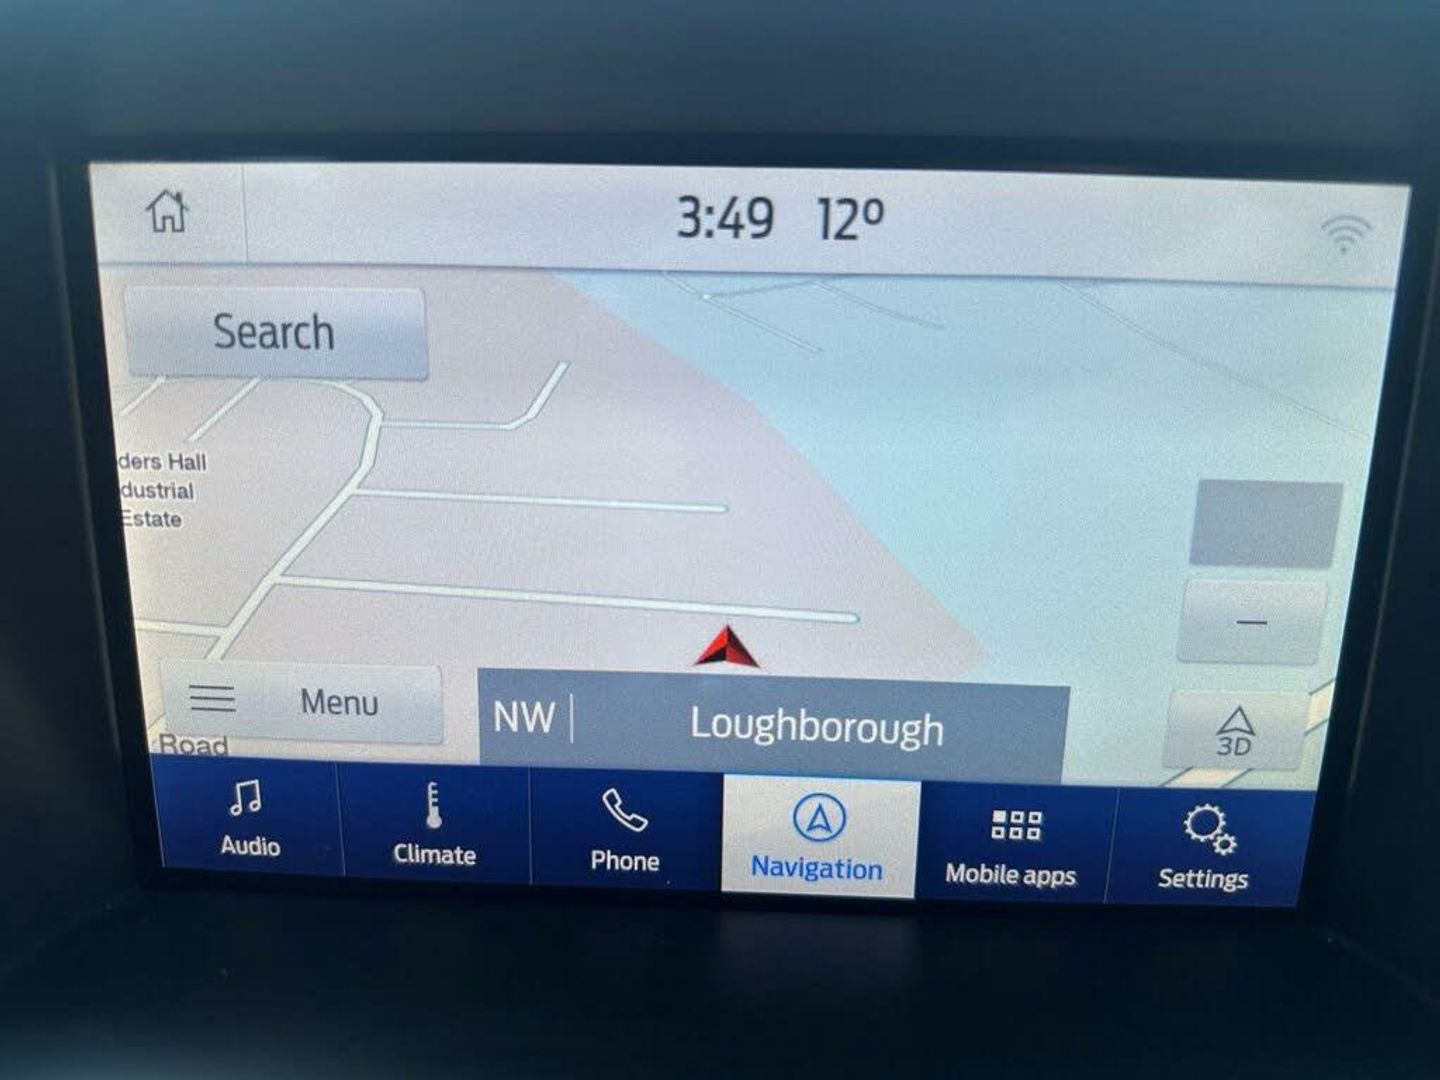 3:49 12º
Search
ders Hall
dustrial
Estate
Menu
NW
Loughborough
Road
3D
Audio
Climate
Phone
Navigation
Mobile apps
Settings